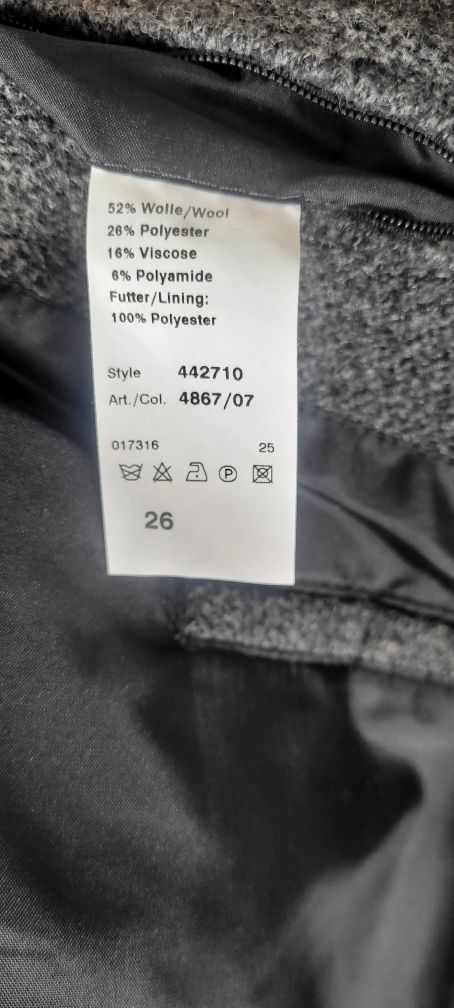 52% Wolle/Wool
26% Polyester
16% Viscose
6% Polyamide
Futter/Lining:
100% Polyester
Style 442710
Art./Col. 4867/07
017316 25
P
26